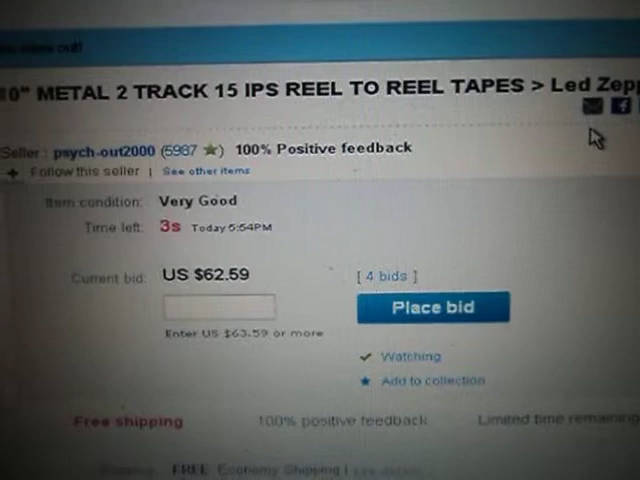 0" METAL 2 TRACK 15 IPS REEL TO REEL TAPES > Led Zepp
Seller: psych-out2000 (5987 ★) 100% Positive feedback
+ Follow this seller | See other items
Item condition: Very Good
Time left: 3s Today 5:54PM
Current bid: US $62.59 [ 4 bids ]
Place bid
Enter US $63.59 or more
✓ Watching
★ Add to collection
Free shipping 100% positive feedback Limited time remaining
Shipping: FREE Economy Shipping |